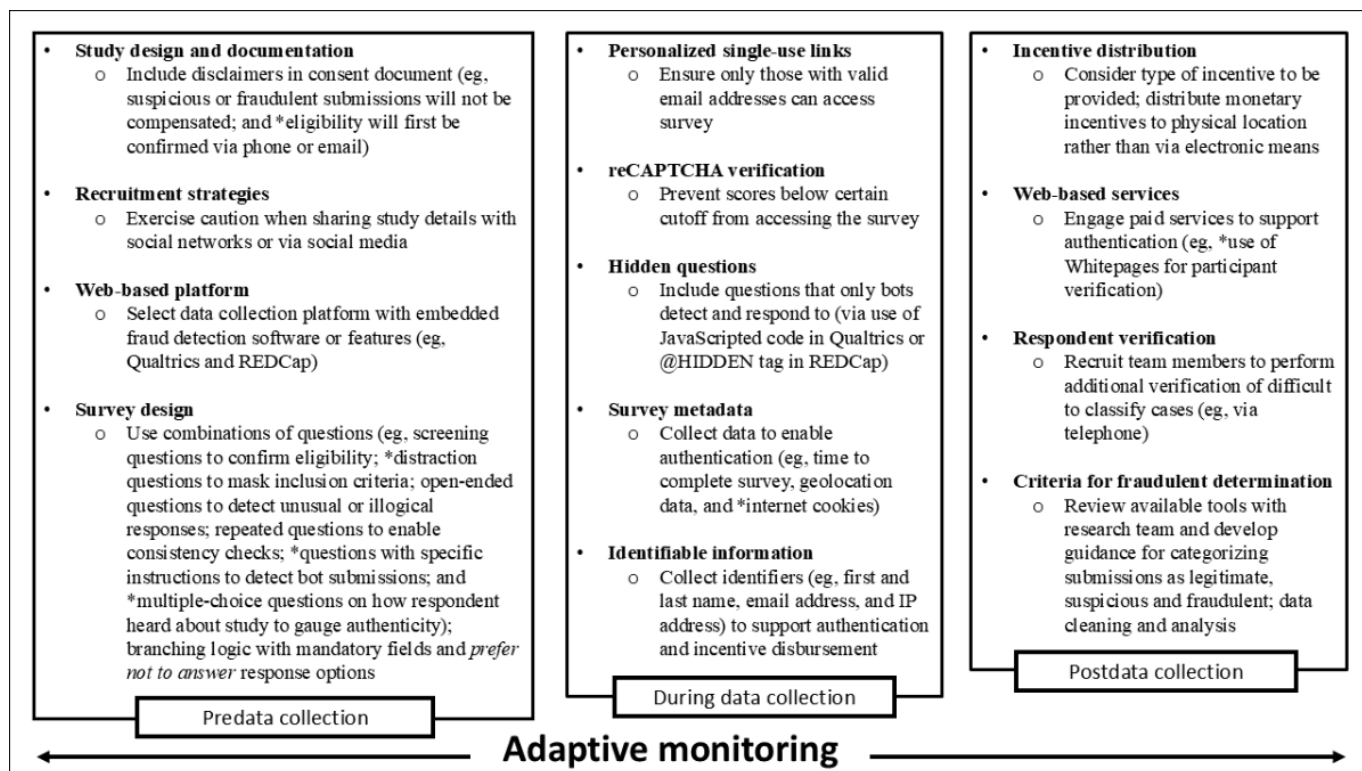 • Study design and documentation
o Include disclaimers in consent document (eg,
suspicious or fraudulent submissions will not be
compensated; and *eligibility will first be
confirmed via phone or email)
• Recruitment strategies
o Exercise caution when sharing study details with
social networks or via social media
• Web-based platform
o Select data collection platform with embedded
fraud detection software or features (eg,
Qualtrics and REDCap)
• Survey design
o Use combinations of questions (eg, screening
questions to confirm eligibility; *distraction
questions to mask inclusion criteria; open-ended
questions to detect unusual or illogical
responses; repeated questions to enable
consistency checks; *questions with specific
instructions to detect bot submissions; and
*multiple-choice questions on how respondent
heard about study to gauge authenticity);
branching logic with mandatory fields and prefer
not to answer response options
Predata collection
• Personalized single-use links
o Ensure only those with valid
email addresses can access
survey
• reCAPTCHA verification
o Prevent scores below certain
cutoff from accessing the survey
• Hidden questions
o Include questions that only bots
detect and respond to (via use of
JavaScripted code in Qualtrics or
@HIDDEN tag in REDCap)
• Survey metadata
o Collect data to enable
authentication (eg, time to
complete survey, geolocation
data, and *internet cookies)
• Identifiable information
o Collect identifiers (eg, first and
last name, email address, and IP
address) to support authentication
and incentive disbursement
During data collection
• Incentive distribution
o Consider type of incentive to be
provided; distribute monetary
incentives to physical location
rather than via electronic means
• Web-based services
o Engage paid services to support
authentication (eg, *use of
Whitepages for participant
verification)
• Respondent verification
o Recruit team members to perform
additional verification of difficult
to classify cases (eg, via
telephone)
• Criteria for fraudulent determination
o Review available tools with
research team and develop
guidance for categorizing
submissions as legitimate,
suspicious and fraudulent; data
cleaning and analysis
Postdata collection
Adaptive monitoring